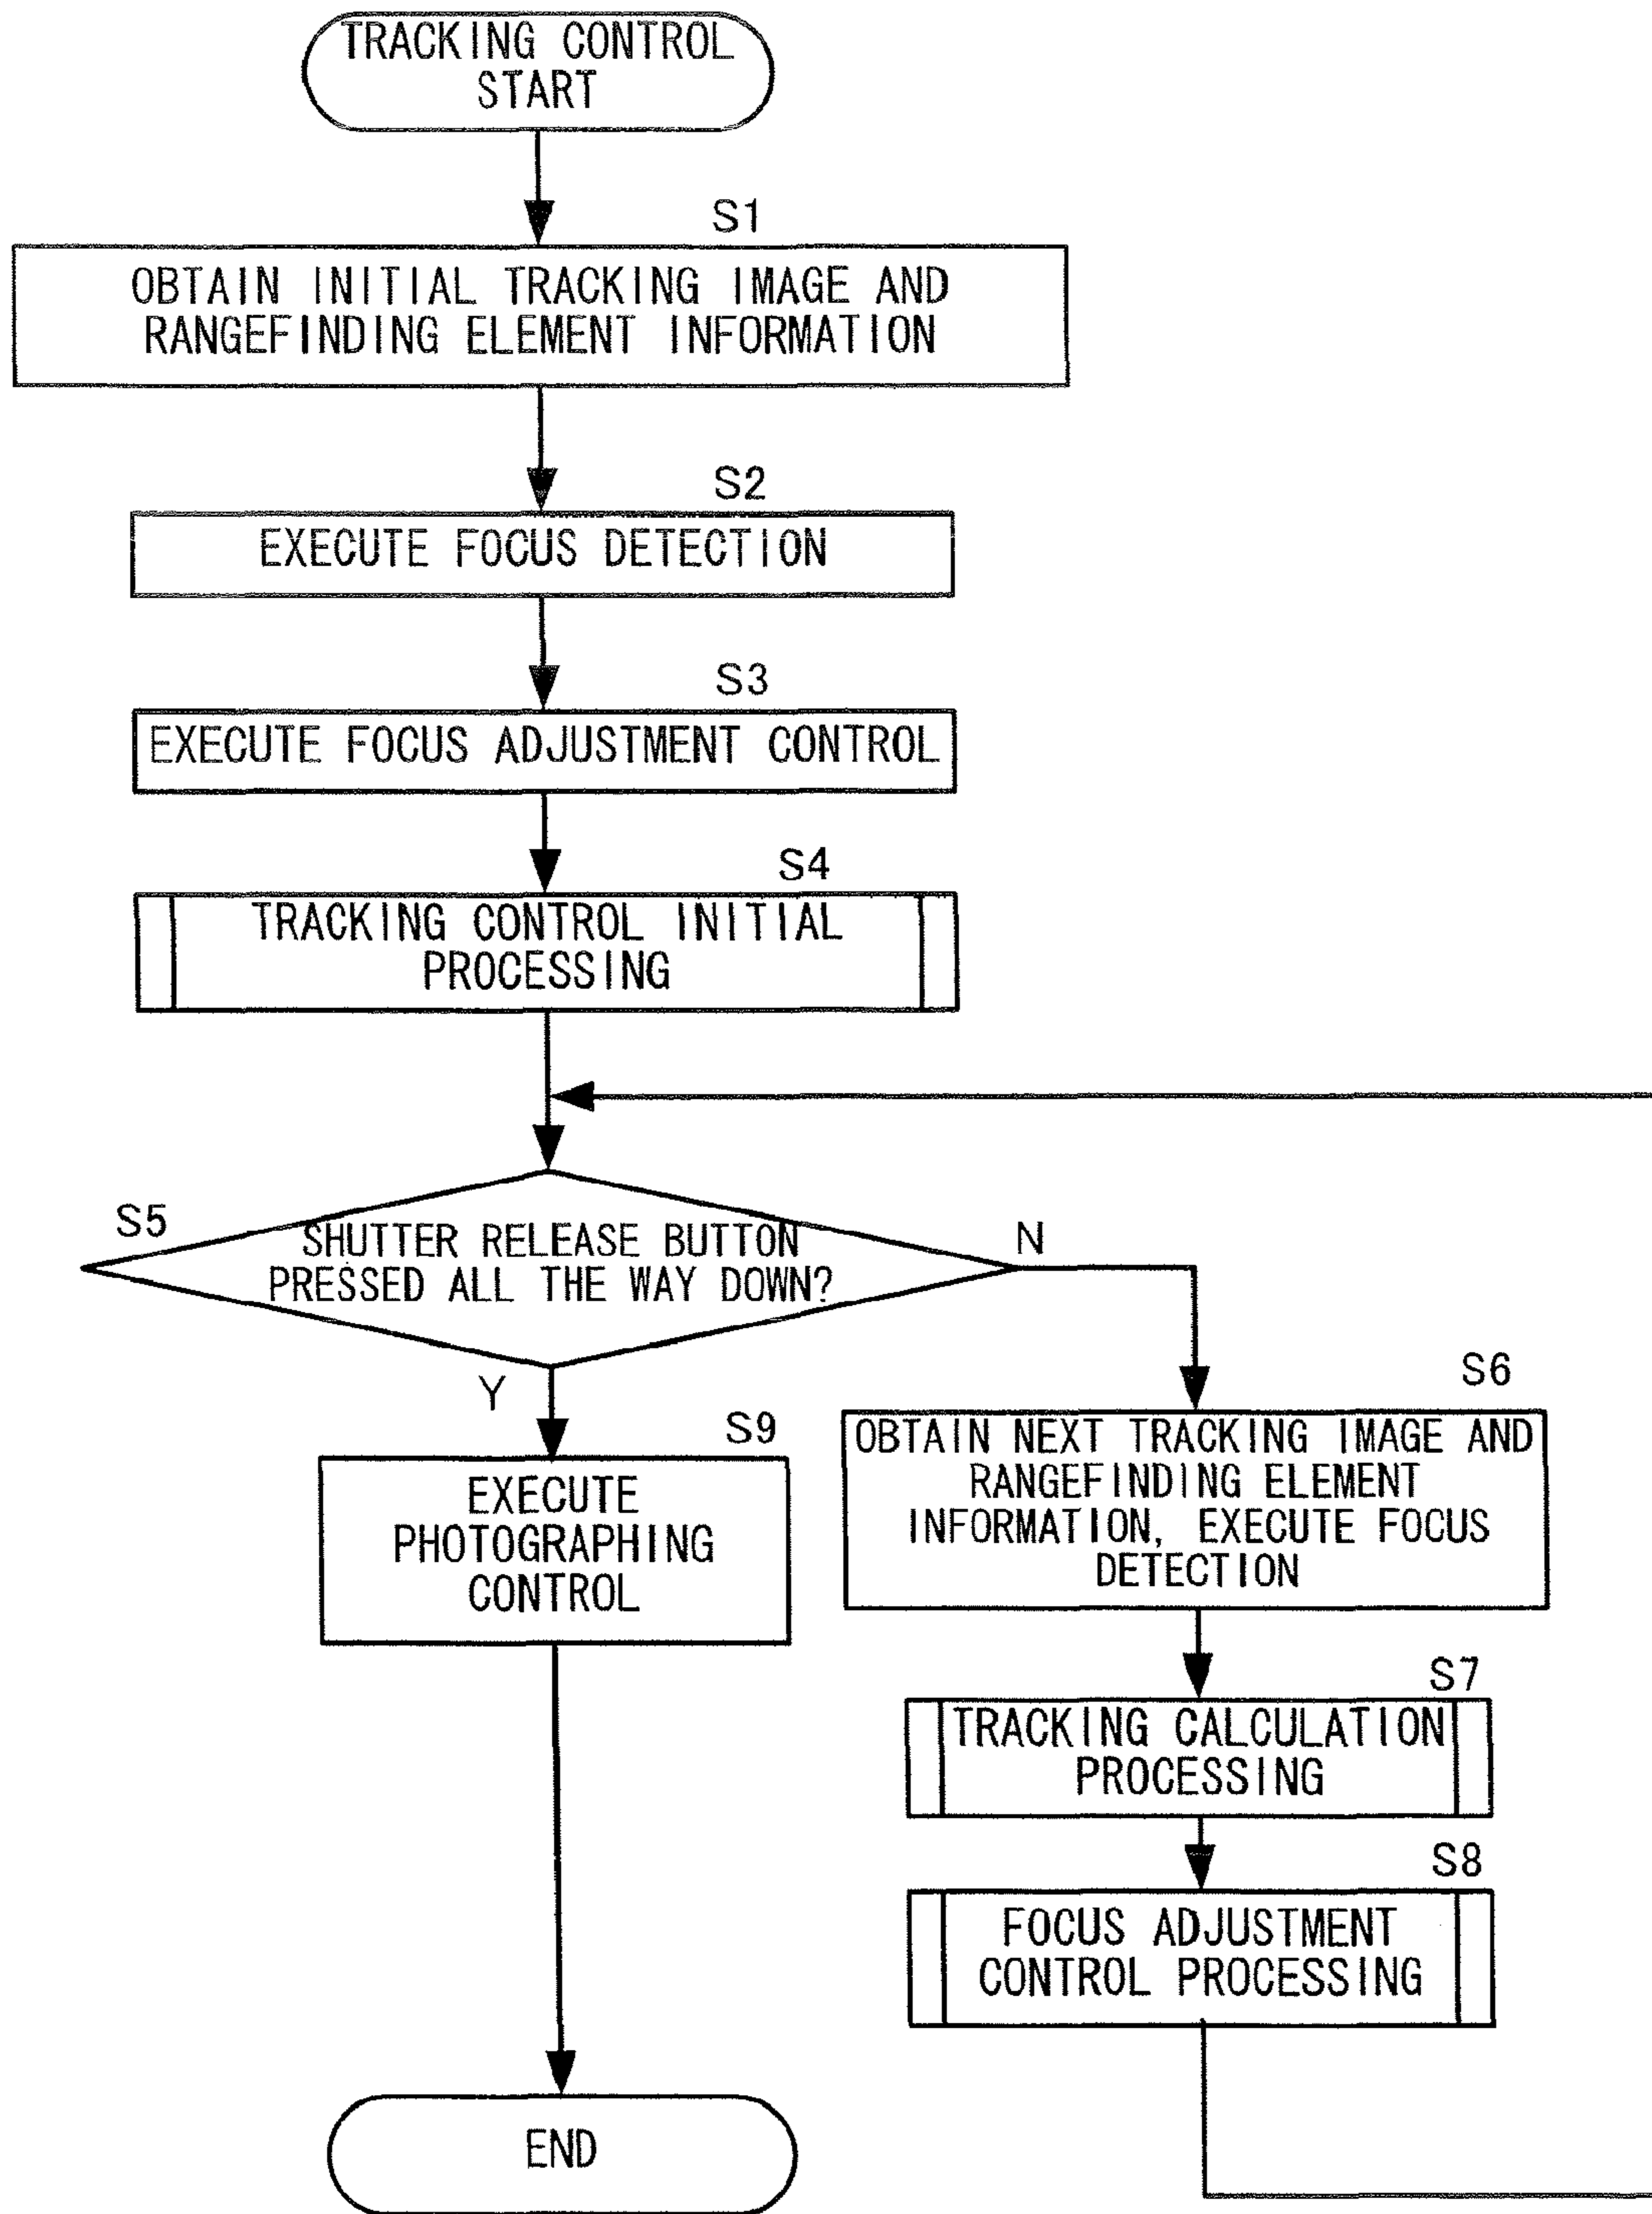 TRACKING CONTROL
START
S1
OBTAIN INITIAL TRACKING IMAGE AND
RANGEFINDING ELEMENT INFORMATION
S2
EXECUTE FOCUS DETECTION
S3
EXECUTE FOCUS ADJUSTMENT CONTROL
S4
TRACKING CONTROL INITIAL
PROCESSING
S5
SHUTTER RELEASE BUTTON
PRESSED ALL THE WAY DOWN?
N
Y
S6
OBTAIN NEXT TRACKING IMAGE AND
RANGEFINDING ELEMENT
INFORMATION, EXECUTE FOCUS
DETECTION
S9
EXECUTE
PHOTOGRAPHING
CONTROL
S7
TRACKING CALCULATION
PROCESSING
S8
FOCUS ADJUSTMENT
CONTROL PROCESSING
END